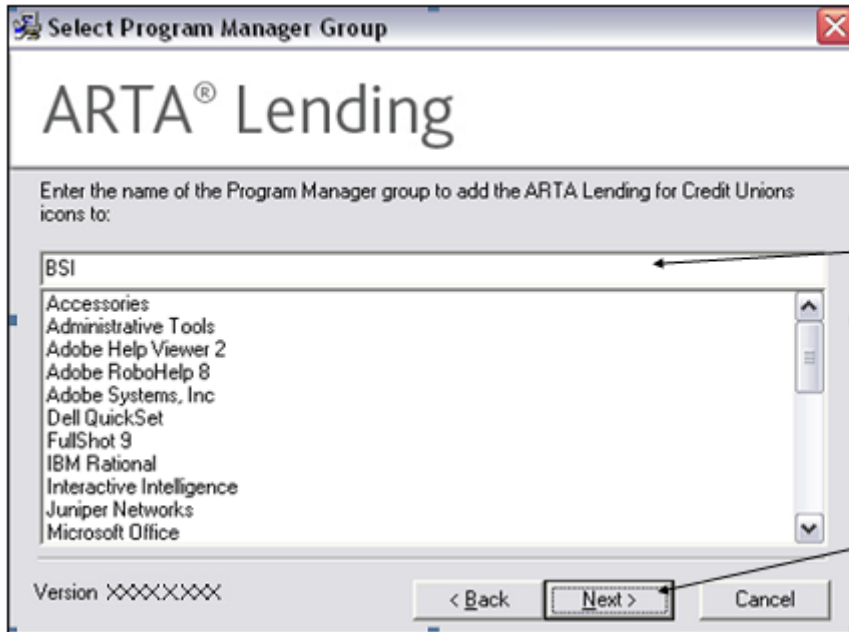 Select Program Manager Group
ARTA® Lending
Enter the name of the Program Manager group to add the ARTA Lending for Credit Unions
icons to:
BSI
Accessories
Administrative Tools
Adobe Help Viewer 2
Adobe RoboHelp 8
Adobe Systems, Inc
Dell QuickSet
FullShot 9
IBM Rational
Interactive Intelligence
Juniper Networks
Microsoft Office
Version XXXX.X.XXX
< Back Next > Cancel